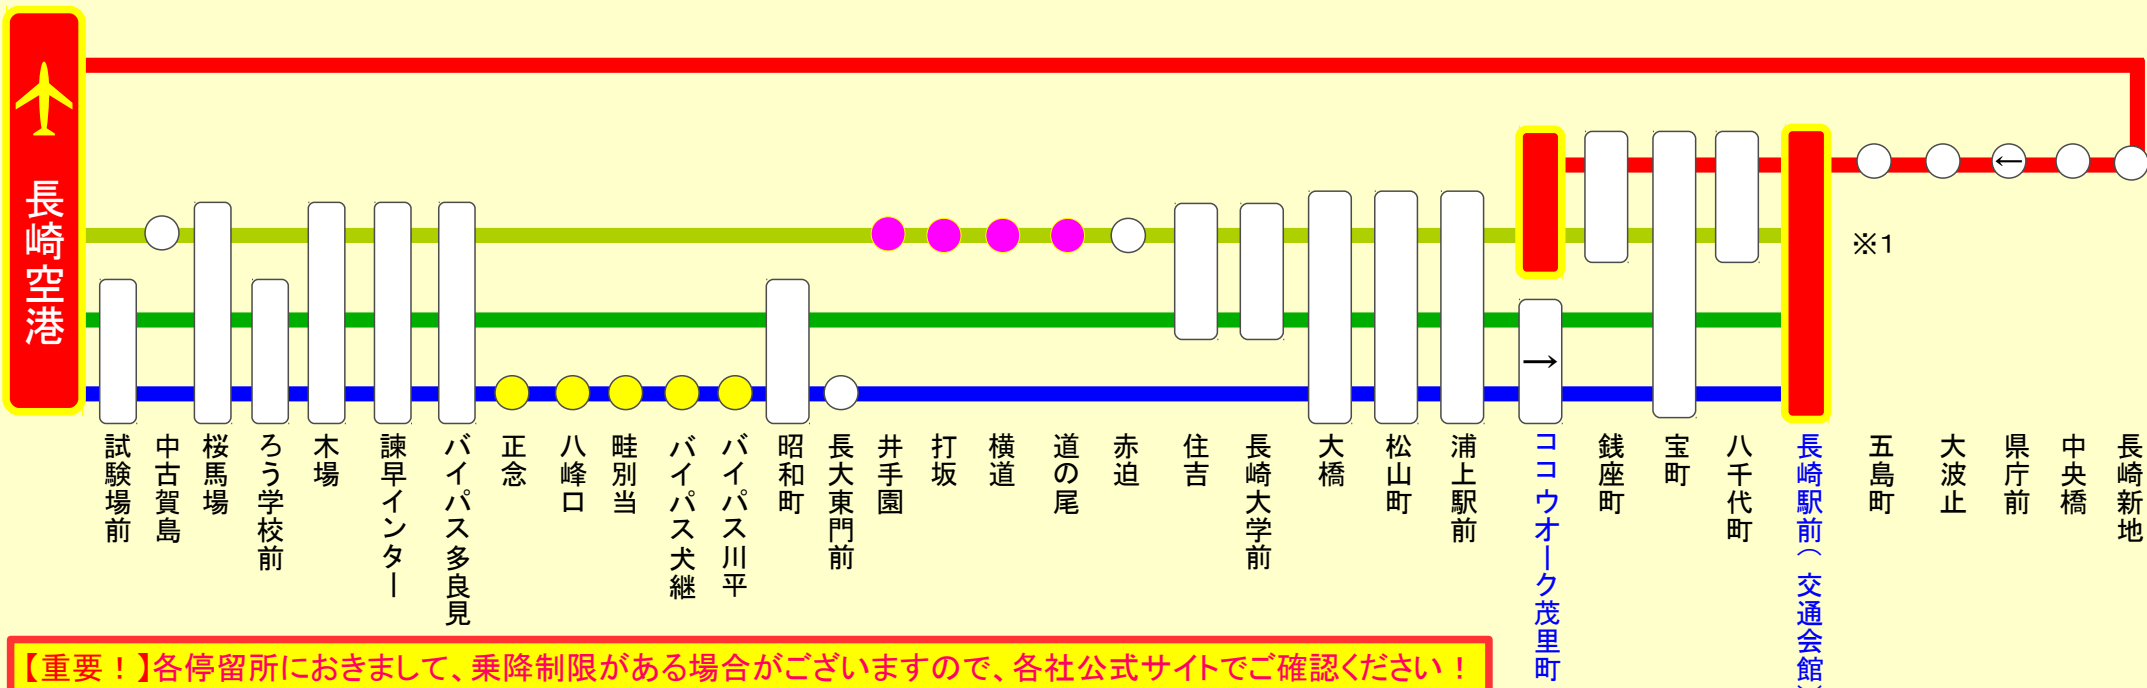 長崎空港
※1
←
→
試験場前
中古賀島
桜馬場
ろう学校前
木場
諫早インター
バイパス多良見
正念
八峰口
畦別当
バイパス犬継
バイパス川平
昭和町
長大東門前
井手園
打坂
横道
道の尾
赤迫
住吉
長崎大学前
大橋
松山町
浦上駅前
ココウオーク茂里町
銭座町
宝町
八千代町
長崎駅前（交通会館）
五島町
大波止
県庁前
中央橋
長崎新地
【重要！】各停留所におきまして、乗降制限がある場合がございますので、各社公式サイトでご確認ください！